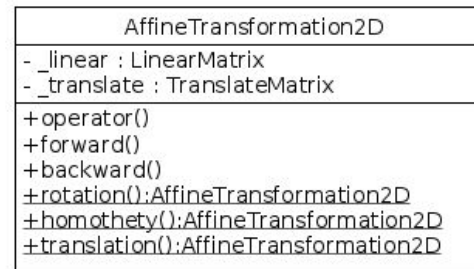 AffineTransformation2D
- _linear : LinearMatrix
- _translate : TranslateMatrix
+operator()
+forward()
+backward()
+rotation():AffineTransformation2D
+homothety():AffineTransformation2D
+translation():AffineTransformation2D